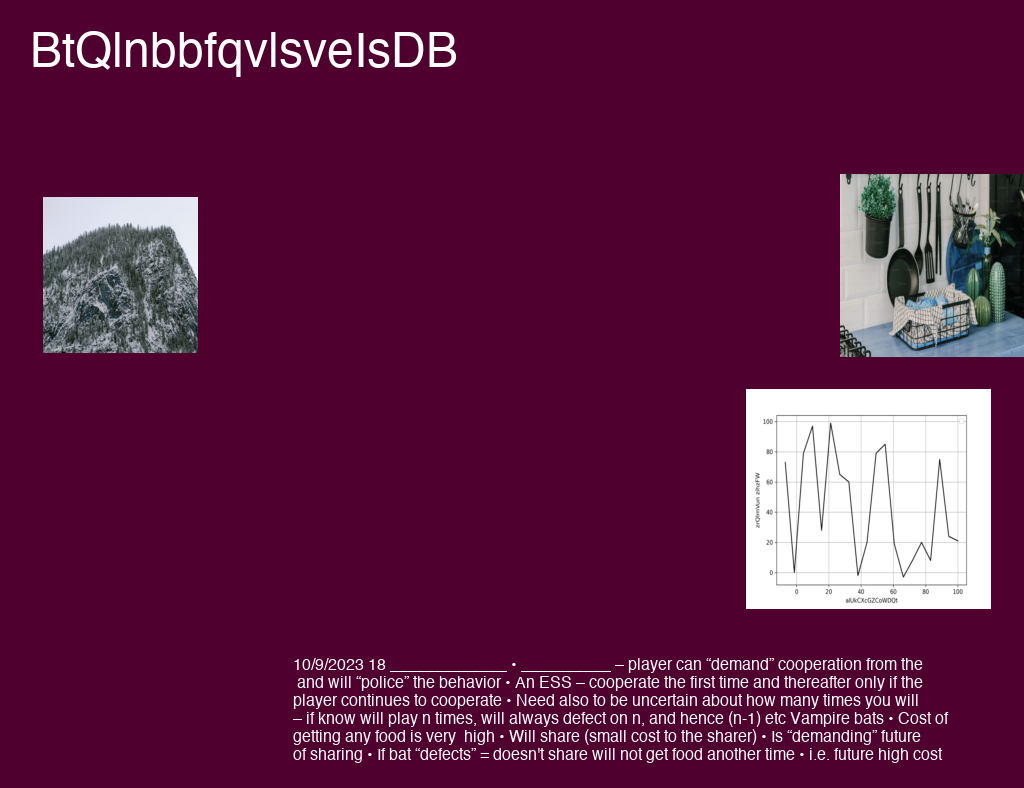 BtQlnbbfqvlsveIsDB
100
80
60
40
20
0
0 20 40 60 80 100
alUkCXcGZCoWDQt
10/9/2023 18 _____________ • __________ – player can “demand” cooperation from the
and will “police” the behavior • An ESS – cooperate the first time and thereafter only if the
player continues to cooperate • Need also to be uncertain about how many times you will
– if know will play n times, will always defect on n, and hence (n-1) etc Vampire bats • Cost of
getting any food is very  high • Will share (small cost to the sharer) • Is “demanding” future
of sharing • If bat “defects” = doesn't share will not get food another time • i.e. future high cost